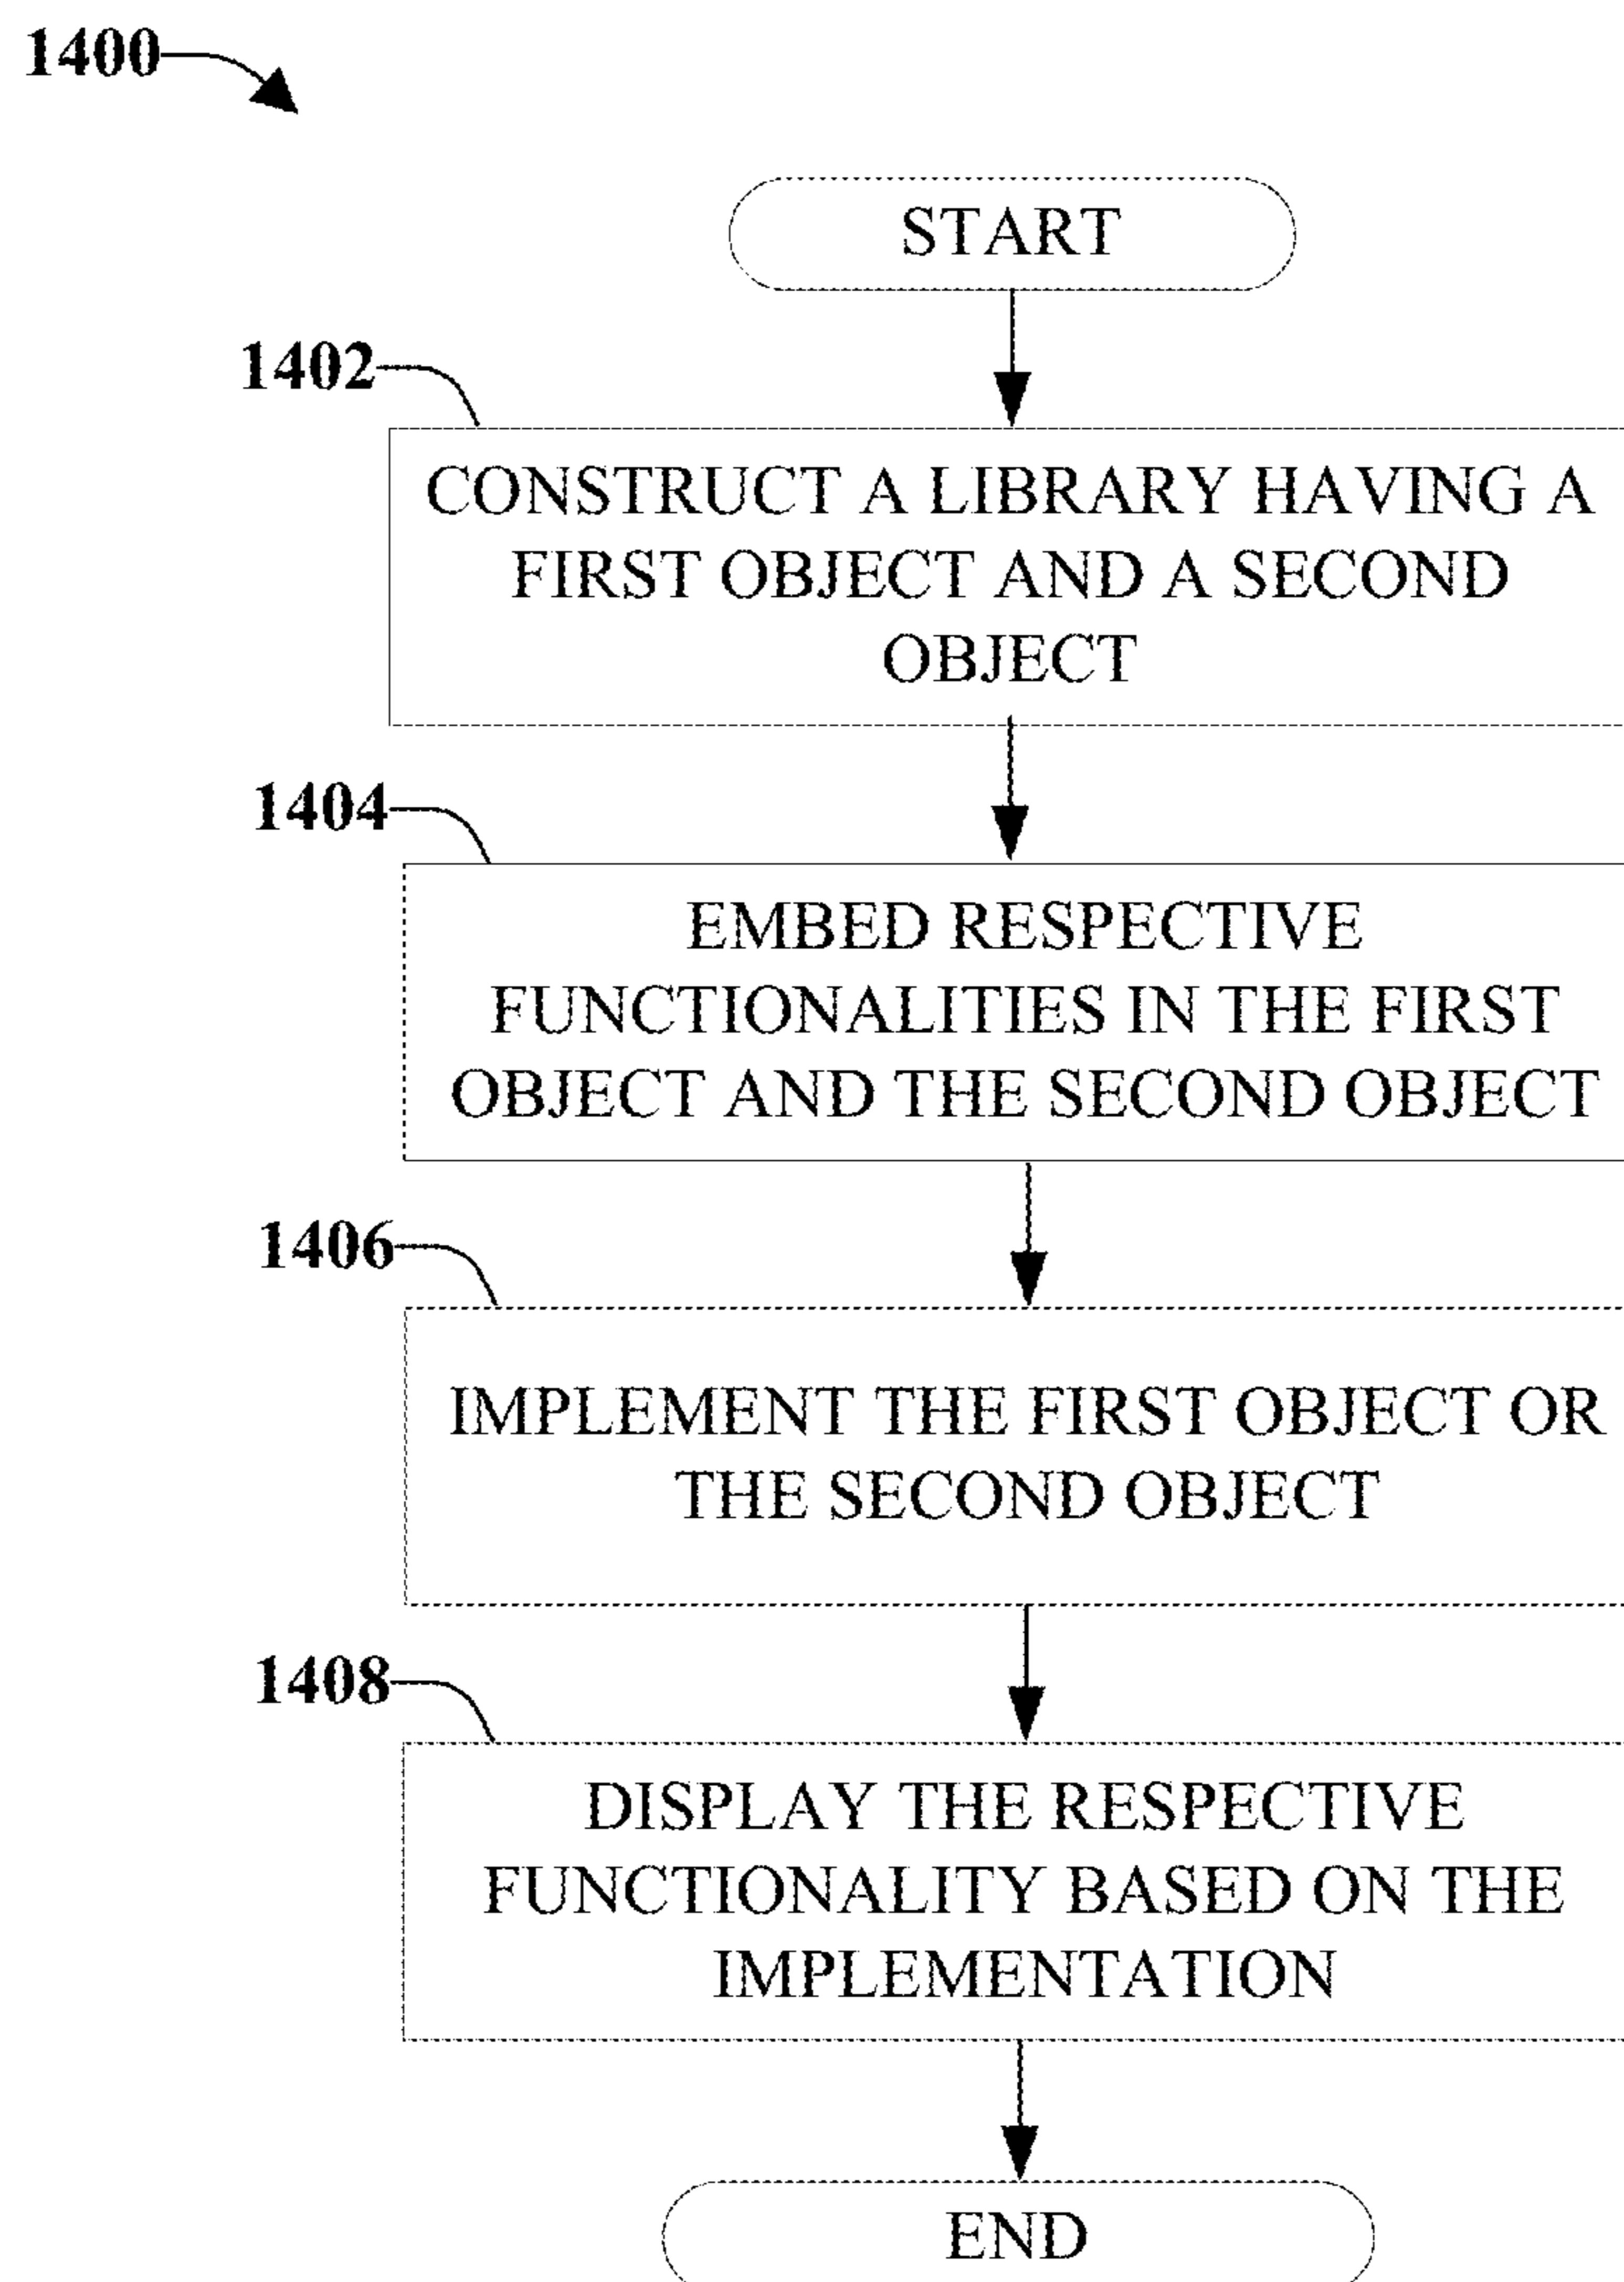 1400
START
1402
CONSTRUCT A LIBRARY HAVING A
FIRST OBJECT AND A SECOND
OBJECT
1404
EMBED RESPECTIVE
FUNCTIONALITIES IN THE FIRST
OBJECT AND THE SECOND OBJECT
1406
IMPLEMENT THE FIRST OBJECT OR
THE SECOND OBJECT
1408
DISPLAY THE RESPECTIVE
FUNCTIONALITY BASED ON THE
IMPLEMENTATION
END